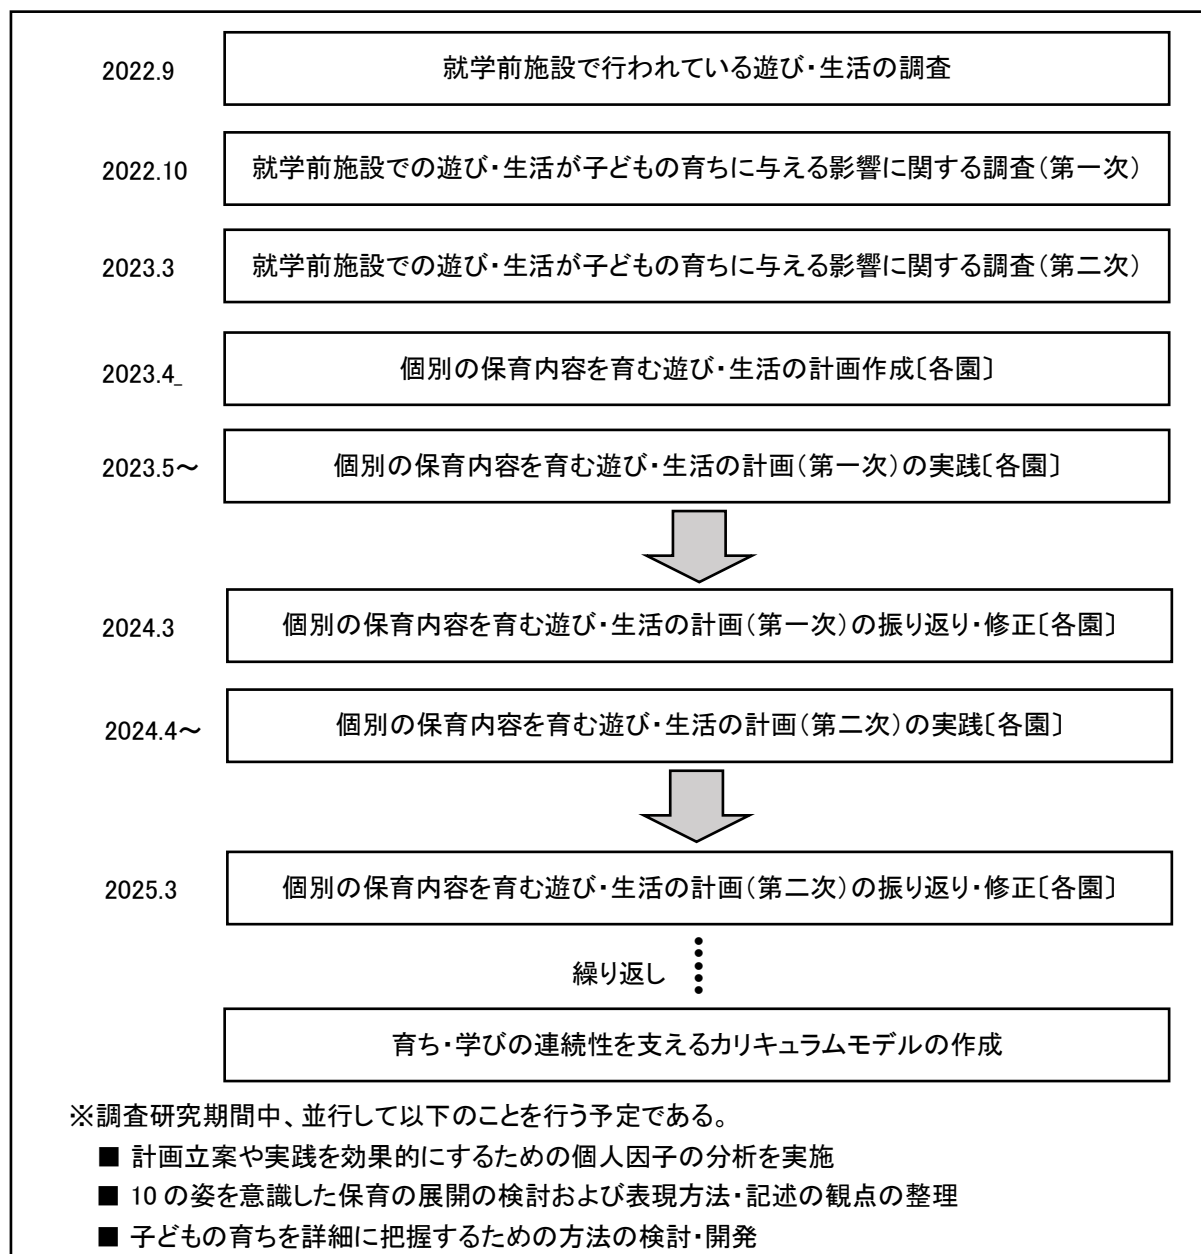 2022.9 就学前施設で行われている遊び・生活の調査
2022.10 就学前施設での遊び・生活が子どもの育ちに与える影響に関する調査(第一次)
2023.3 就学前施設での遊び・生活が子どもの育ちに与える影響に関する調査(第二次)
2023.4_ 個別の保育内容を育む遊び・生活の計画作成〔各園〕
2023.5～ 個別の保育内容を育む遊び・生活の計画(第一次)の実践〔各園〕
2024.3 個別の保育内容を育む遊び・生活の計画(第一次)の振り返り・修正〔各園〕
2024.4～ 個別の保育内容を育む遊び・生活の計画(第二次)の実践〔各園〕
2025.3 個別の保育内容を育む遊び・生活の計画(第二次)の振り返り・修正〔各園〕
繰り返し
育ち・学びの連続性を支えるカリキュラムモデルの作成
※調査研究期間中、並行して以下のことを行う予定である。
■ 計画立案や実践を効果的にするための個人因子の分析を実施
■ 10 の姿を意識した保育の展開の検討および表現方法・記述の観点の整理
■ 子どもの育ちを詳細に把握するための方法の検討・開発